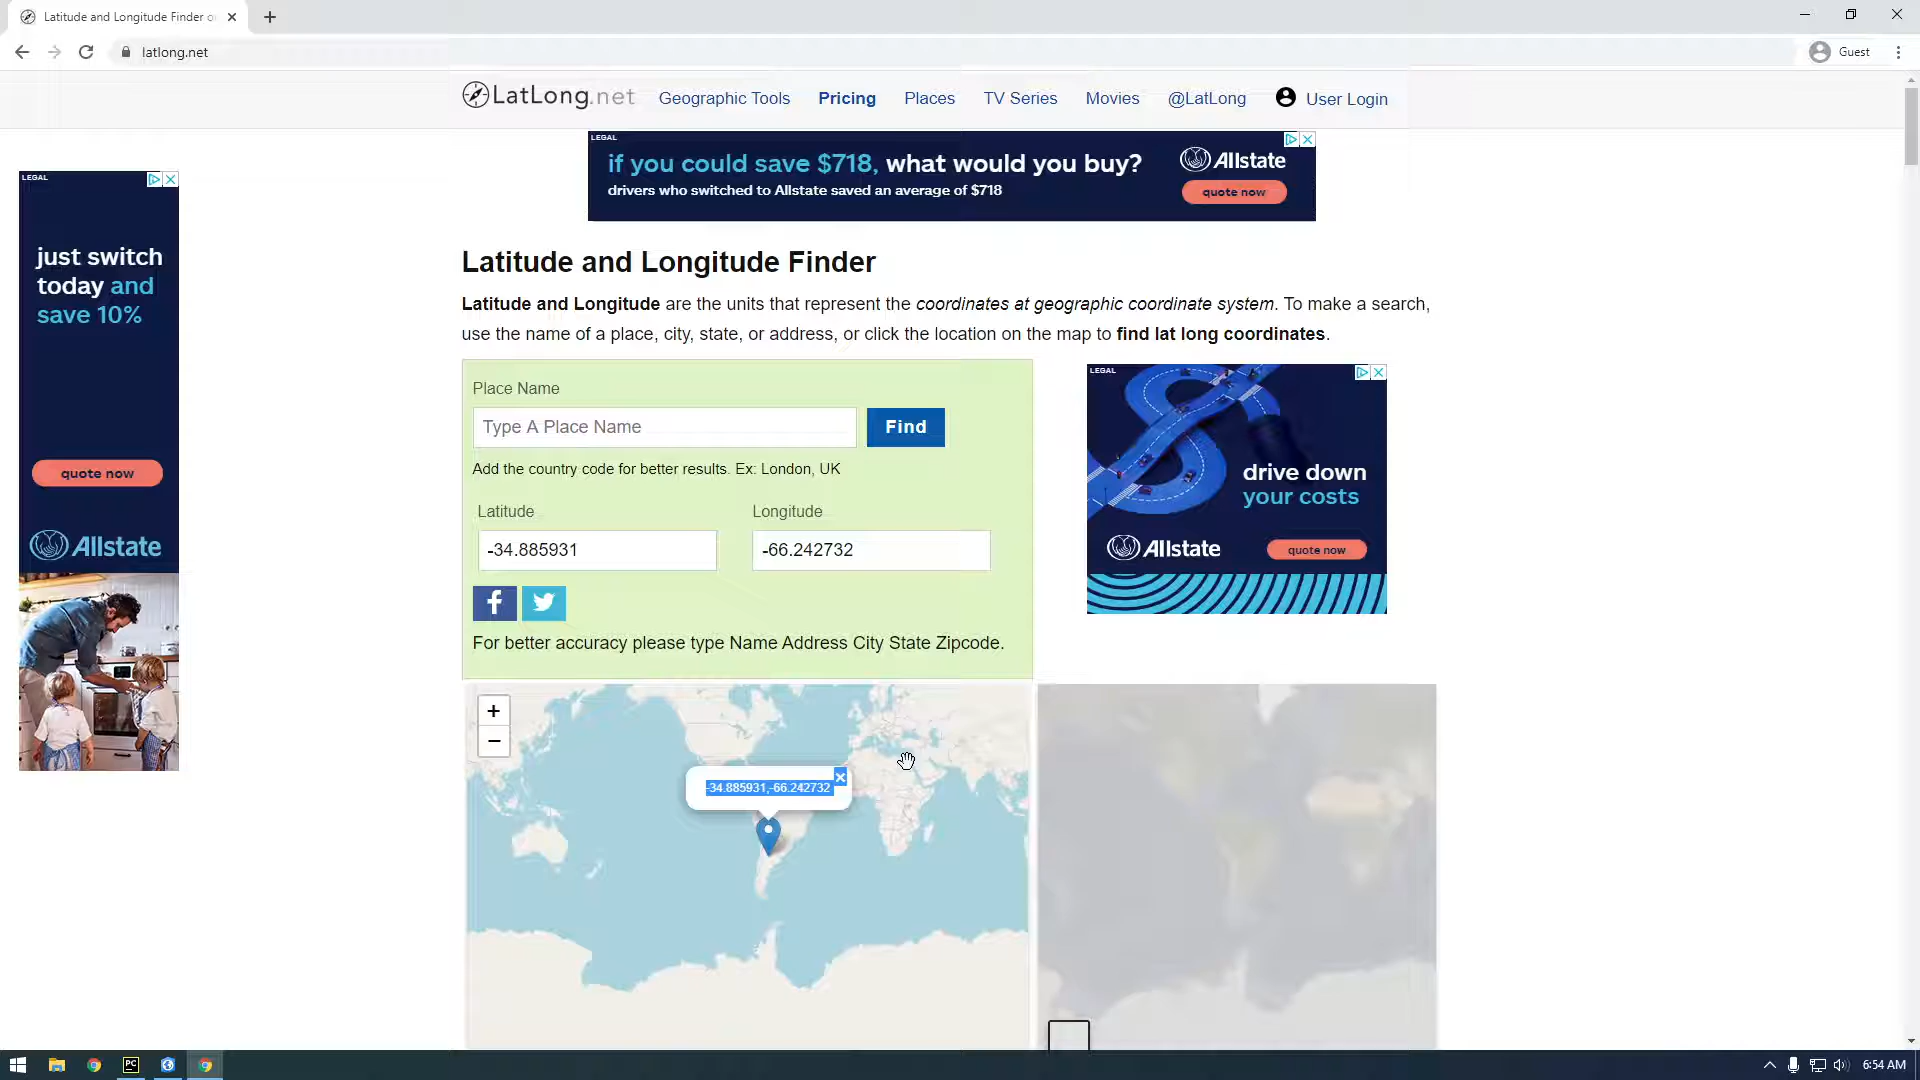 Latitude and Longitude Finder o
latlong.net
Guest
LatLong.net
Geographic Tools
Pricing
Places
TV Series
Movies
@LatLong
User Login
LEGAL
if you could save $718, what would you buy?
drivers who switched to Allstate saved an average of $718
Allstate
quote now
LEGAL
just switch
today and
save 10%
quote now
Allstate
Latitude and Longitude Finder
Latitude and Longitude are the units that represent the coordinates at geographic coordinate system. To make a search,
use the name of a place, city, state, or address, or click the location on the map to find lat long coordinates.
Place Name
Type A Place Name
Find
Add the country code for better results. Ex: London, UK
Latitude
Longitude
-34.885931
-66.242732
For better accuracy please type Name Address City State Zipcode.
LEGAL
drive down
your costs
Allstate
quote now
+
−
-34.885931,-66.242732
PC
6:54 AM